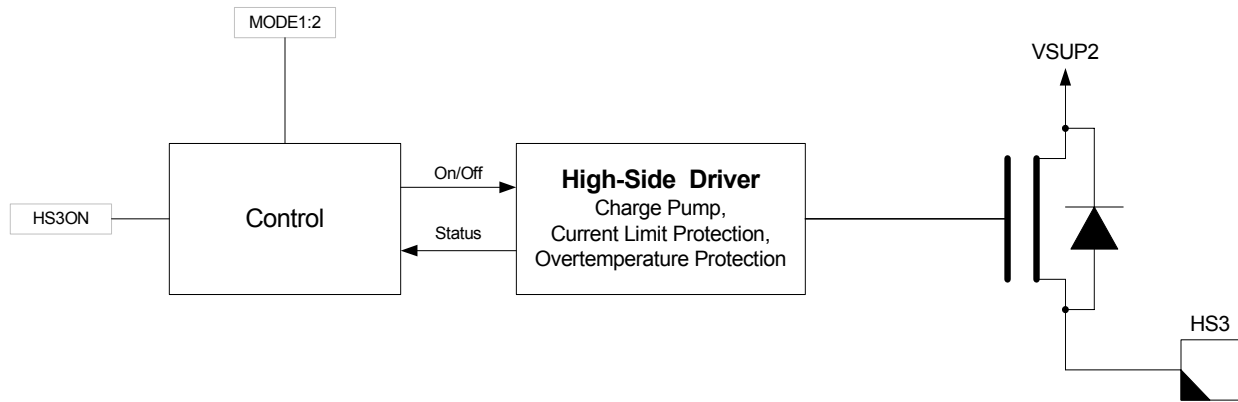 MODE1:2
VSUP2
On/Off
High-Side Driver
Charge Pump,
Control
HS3ON
Status
Current Limit Protection,
Overtemperature Protection
HS3